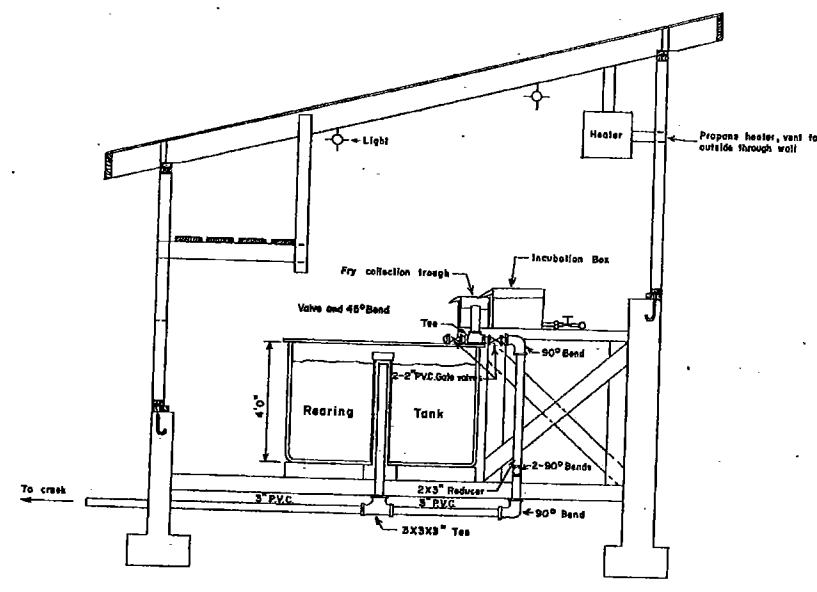 Light
Heater
Propane heater, vent to
outside through wall
Incubation Box
Fry collection trough
Valve and 45° Bend
Tee
90° Bend
2-2" P.V.C. Gate valves
4'0"
Rearing Tank
2-90° Bends
2X3" Reducer
To creek
3" P.V.C.
3" P.V.C.
90° Bend
3X3X3" Tee